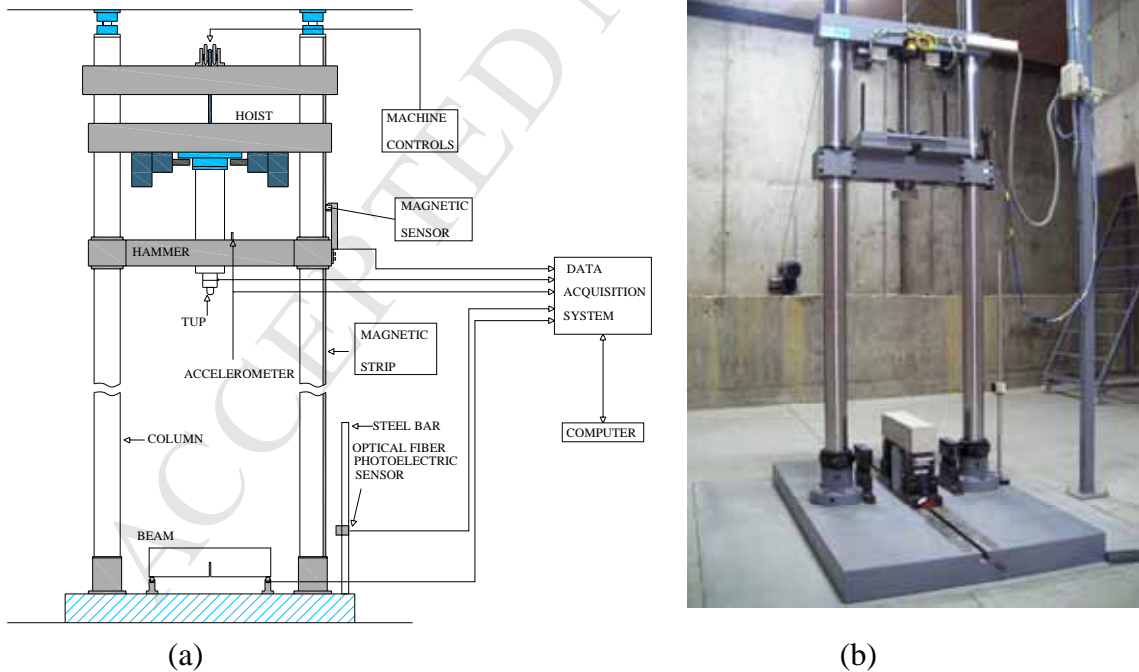 HOIST
MACHINE
CONTROLS
MAGNETIC
SENSOR
HAMMER
DATA
ACQUISITION
SYSTEM
TUP
MAGNETIC
STRIP
ACCELEROMETER
STEEL BAR
COLUMN
COMPUTER
OPTICAL FIBER
PHOTOELECTRIC
SENSOR
BEAM
ACCEPTED
(a)
(b)